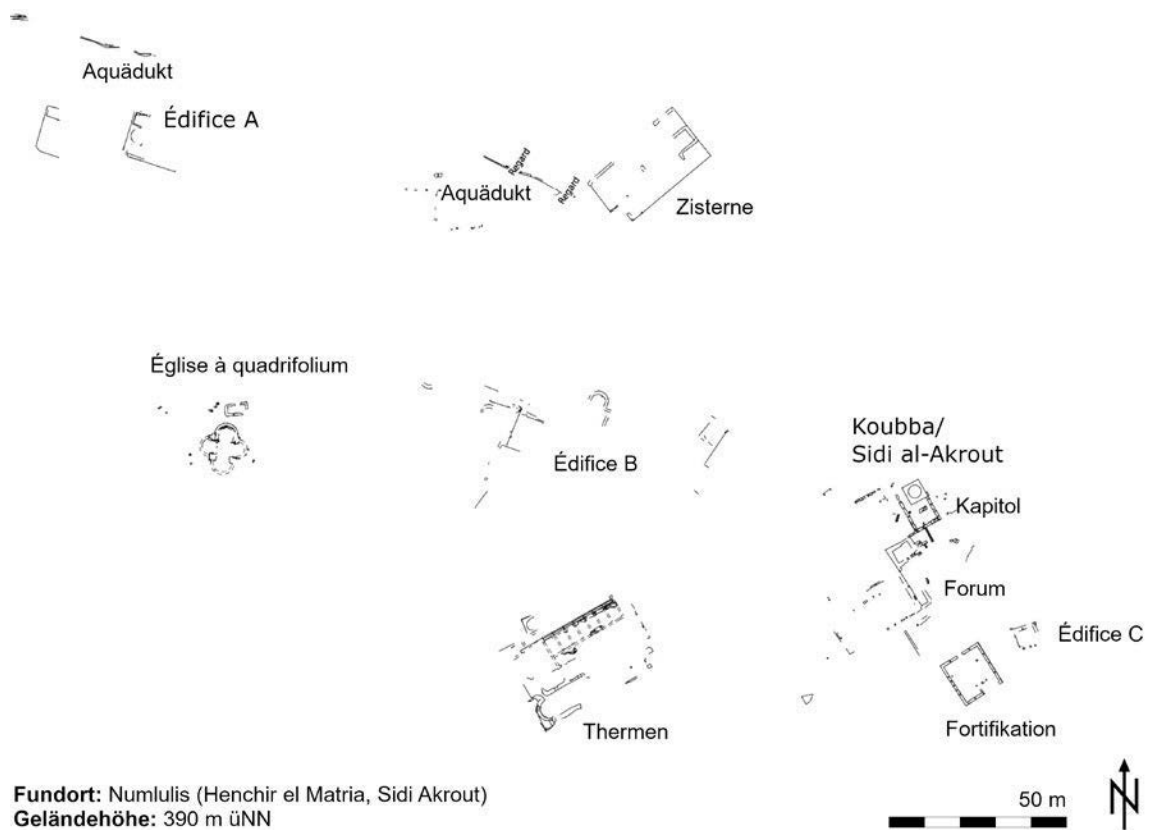 Aquädukt
Édifice A
Regard
Aquädukt
Regard
Zisterne
Église à quadrifolium
Koubba/
Sidi al-Akrout
Édifice B
Kapitol
Forum
Édifice C
Thermen
Fortifikation
Fundort: Numlulis (Henchir el Matria, Sidi Akrout)
Geländehöhe: 390 m üNN
50 m
N